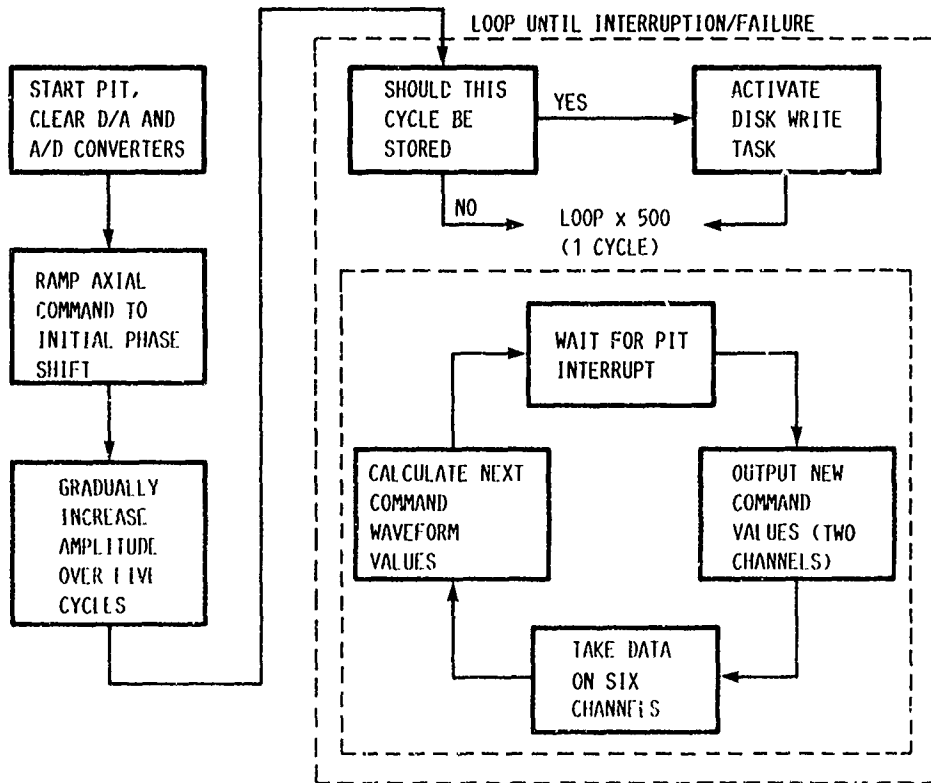 START PIT,
CLEAR D/A AND
A/D CONVERTERS
RAMP AXIAL
COMMAND TO
INITIAL PHASE
SHIFT
GRADUALLY
INCREASE
AMPLITUDE
OVER FIVE
CYCLES
LOOP UNTIL INTERRUPTION/FAILURE
SHOULD THIS
CYCLE BE
STORED
YES
ACTIVATE
DISK WRITE
TASK
NO
LOOP x 500
(1 CYCLE)
WAIT FOR PIT
INTERRUPT
CALCULATE NEXT
COMMAND
WAVEFORM
VALUES
OUTPUT NEW
COMMAND
VALUES (TWO
CHANNELS)
TAKE DATA
ON SIX
CHANNELS